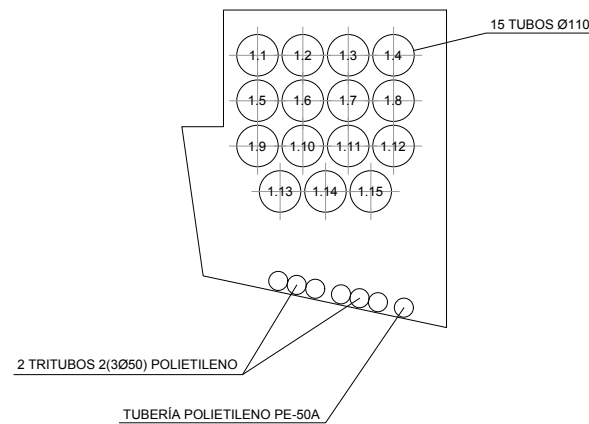 15 TUBOS Ø110
1.1 1.2 1.3 1.4
1.5 1.6 1.7 1.8
1.9 1.10 1.11 1.12
1.13 1.14 1.15
2 TRITUBOS 2(3Ø50) POLIETILENO
TUBERÍA POLIETILENO PE-50A